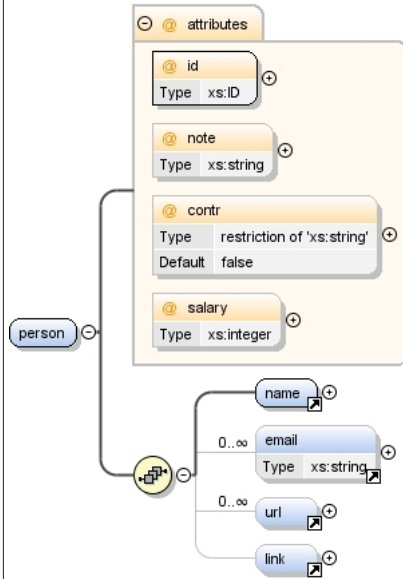 @ attributes
@ id
Type xs:ID
@ note
Type xs:string
@ contr
Type restriction of 'xs:string'
Default false
@ salary
Type xs:integer
person
name
0..∞ email
Type xs:string
0..∞
url
link